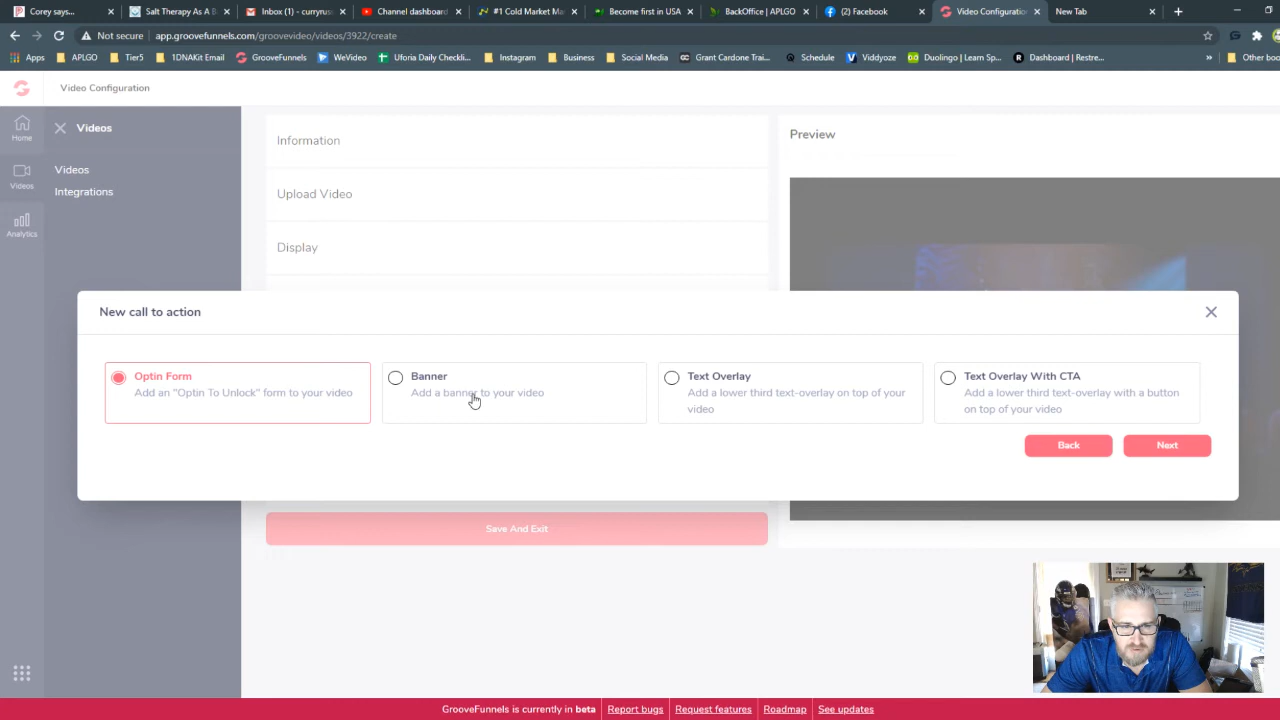 Corey says...
Salt Therapy As A B
Inbox (1) - curryrus
Channel dashboard
#1 Cold Market Ma
Become first in USA
BackOffice | APLGO
(2) Facebook
Video Configuration
New Tab
Not secure
app.groovefunnels.com/groovevideo/videos/3922/create
Apps
APLGO
Tier5
1DNAKit Email
GrooveFunnels
WeVideo
Uforia Daily Checkli...
Instagram
Business
Social Media
Grant Cardone Trai...
Schedule
Viddyoze
Duolingo | Learn Sp...
Dashboard | Restre...
»
Other boo
Video Configuration
Home
Videos
Analytics
Videos
Videos
Integrations
Information
Upload Video
Display
Preview
New call to action
Optin Form
Add an "Optin To Unlock" form to your video
Banner
Add a banner to your video
Text Overlay
Add a lower third text-overlay on top of your
video
Text Overlay With CTA
Add a lower third text-overlay with a button
on top of your video
Back
Next
Save And Exit
GrooveFunnels is currently in beta
Report bugs
Request features
Roadmap
See updates